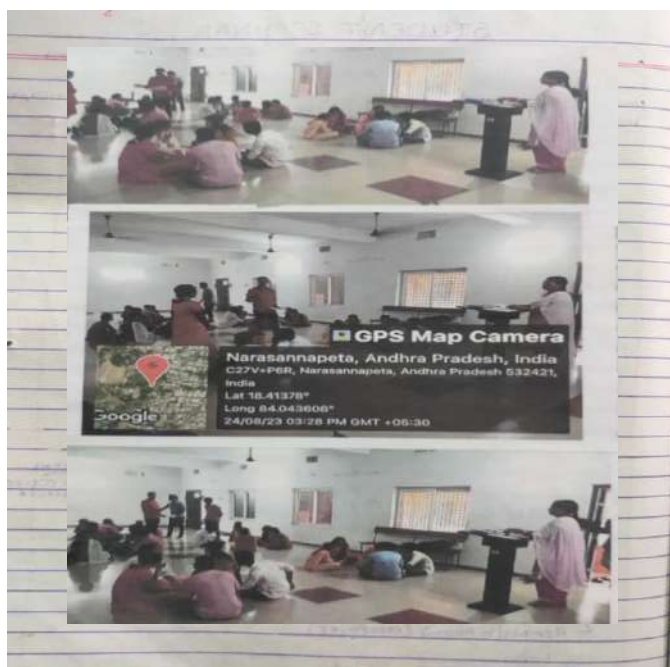 GPS Map Camera
Narasannapeta, Andhra Pradesh, India
C27V+P6R, Narasannapeta, Andhra Pradesh 532421,
India
Lat 18.41378°
Long 84.043608°
24/08/23 03:28 PM GMT +05:30
Google